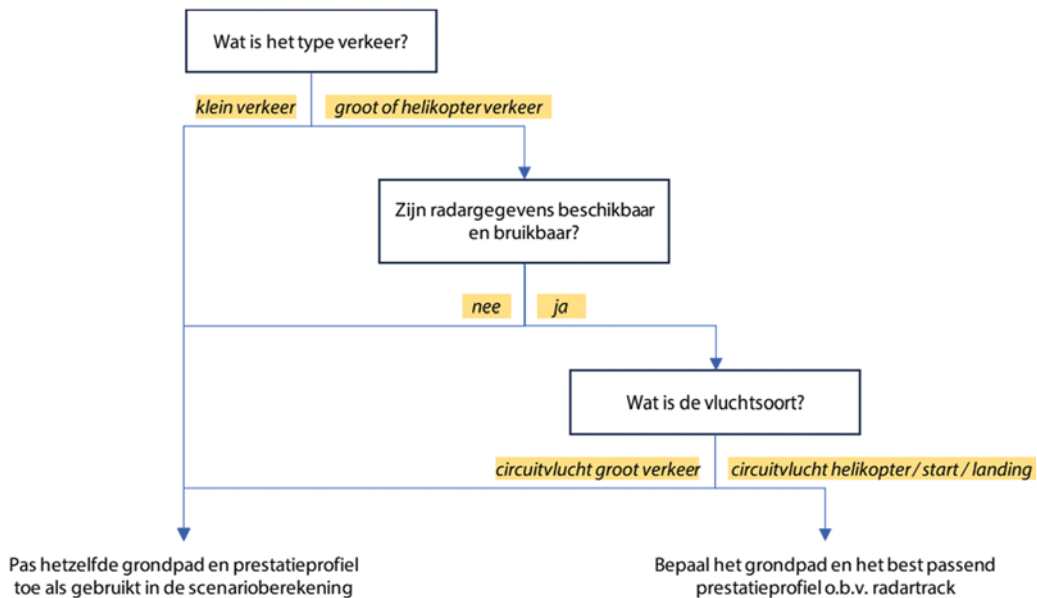 Wat is het type verkeer?
klein verkeer
groot of helikopter verkeer
Zijn radargegevens beschikbaar
en bruikbaar?
nee
ja
Wat is de vluchtsoort?
circuitvlucht groot verkeer
circuitvlucht helikopter / start / landing
Pas hetzelfde grondpad en prestatieprofiel
toe als gebruikt in de scenarioberekening
Bepaal het grondpad en het best passend
prestatieprofiel o.b.v. radartrack